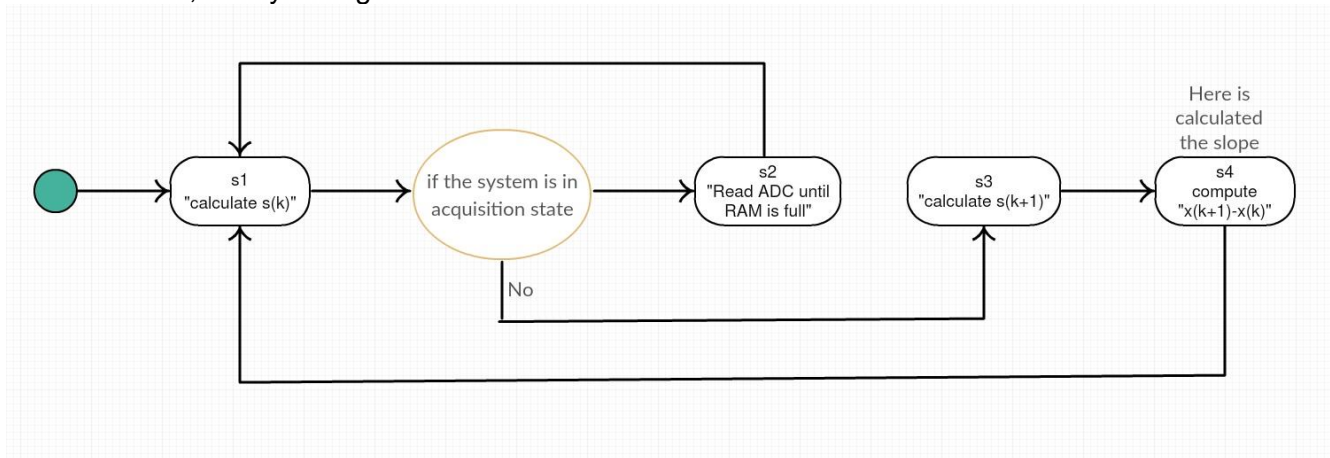 s1
"calculate s(k)"
if the system is in
acquisition state
s2
"Read ADC until
RAM is full"
s3
"calculate s(k+1)"
Here is
calculated
the slope
s4
compute
"x(k+1)-x(k)"
No